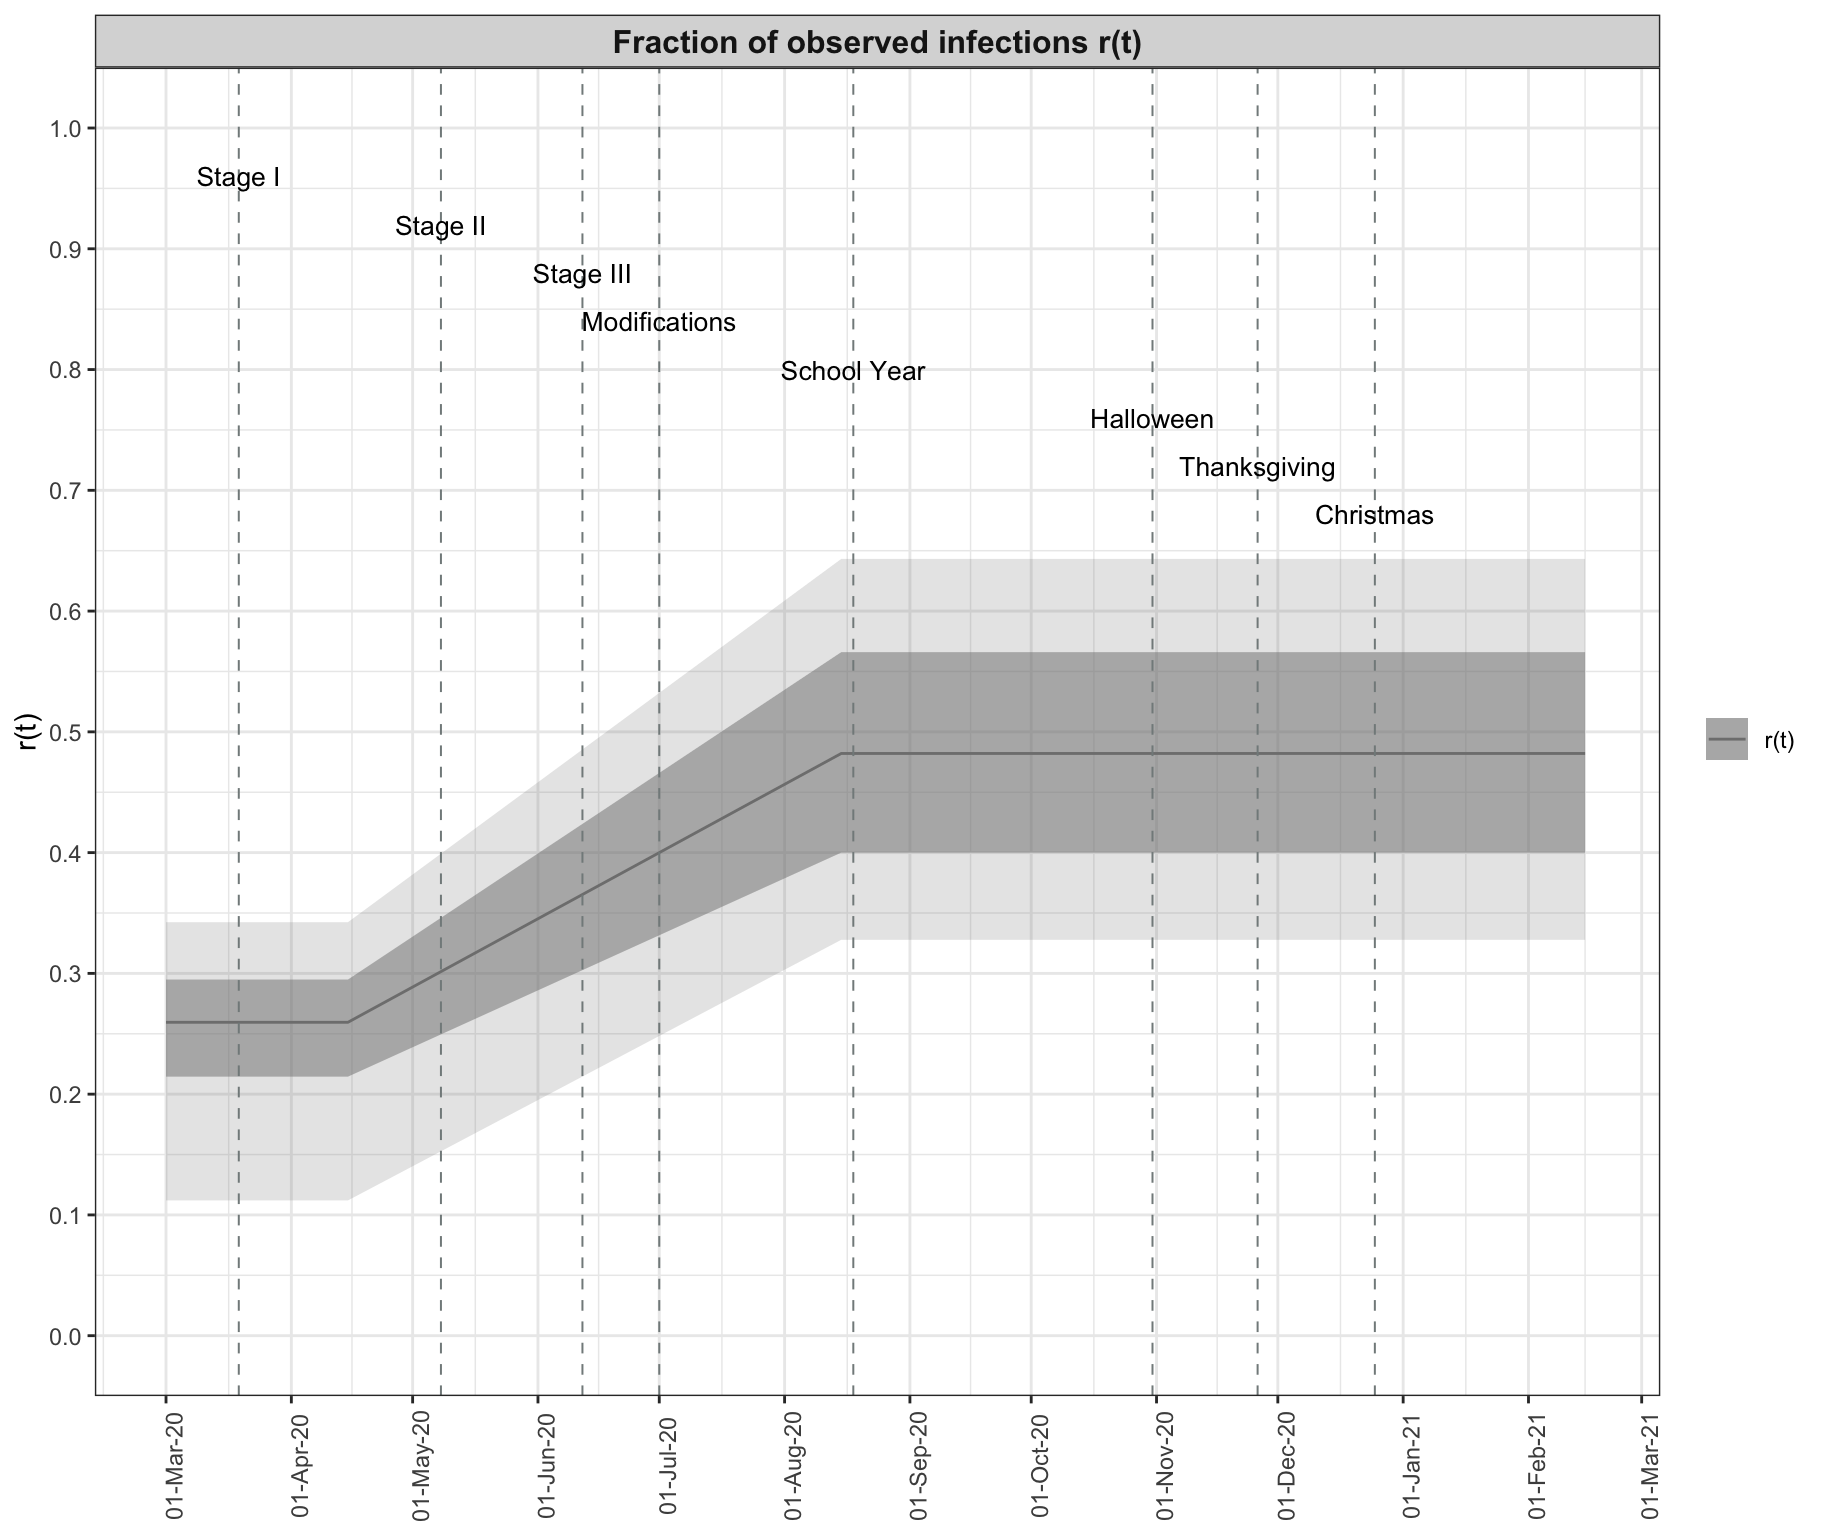 Fraction of observed infections r(t)
1.0
0.9
0.8
0.7
0.6
0.5
0.4
0.3
0.2
0.1
0.0
r(t)
Stage I
Stage II
Stage III
Modifications
School Year
Halloween
Thanksgiving
Christmas
r(t)
01-Mar-20
01-Apr-20
01-May-20
01-Jun-20
01-Jul-20
01-Aug-20
01-Sep-20
01-Oct-20
01-Nov-20
01-Dec-20
01-Jan-21
01-Feb-21
01-Mar-21